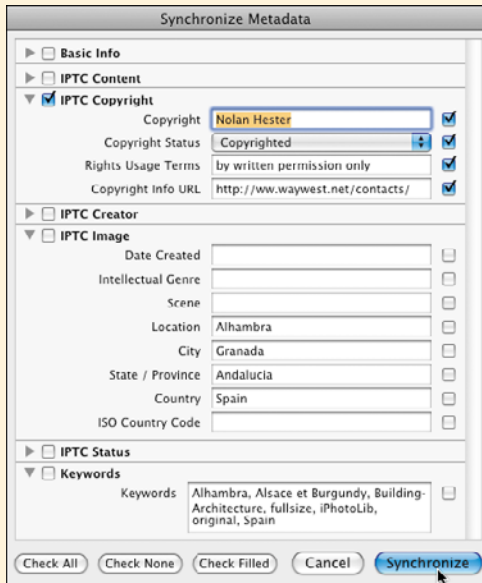 Synchronize Metadata
Basic Info
IPTC Content
IPTC Copyright
Copyright Nolan Hester
Copyright Status Copyrighted
Rights Usage Terms by written permission only
Copyright Info URL http://ww.waywest.net/contacts/
IPTC Creator
IPTC Image
Date Created
Intellectual Genre
Scene
Location Alhambra
City Granada
State / Province Andalucia
Country Spain
ISO Country Code
IPTC Status
Keywords
Keywords Alhambra, Alsace et Burgundy, Building-
Architecture, fullsize, iPhotoLib,
original, Spain
Check All Check None Check Filled Cancel Synchronize